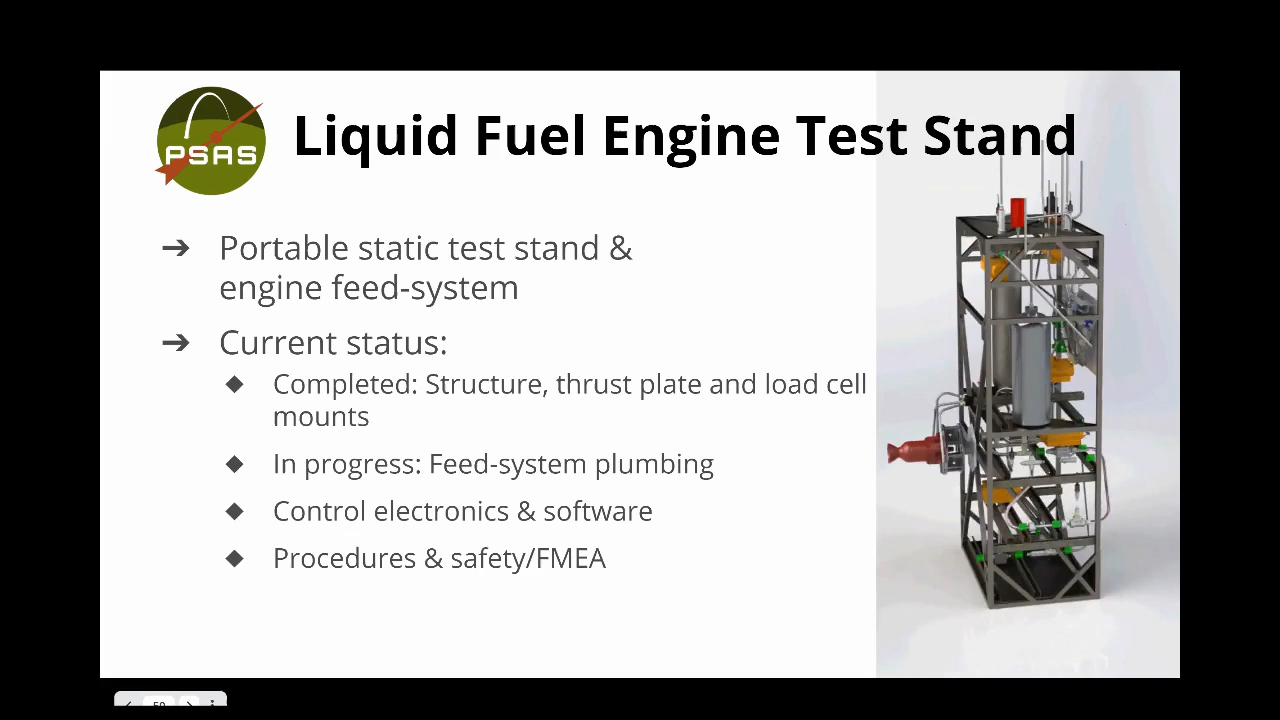 PSAS
Liquid Fuel Engine Test Stand
➔ Portable static test stand &
engine feed-system
➔ Current status:
◆ Completed: Structure, thrust plate and load cell
mounts
◆ In progress: Feed-system plumbing
◆ Control electronics & software
◆ Procedures & safety/FMEA